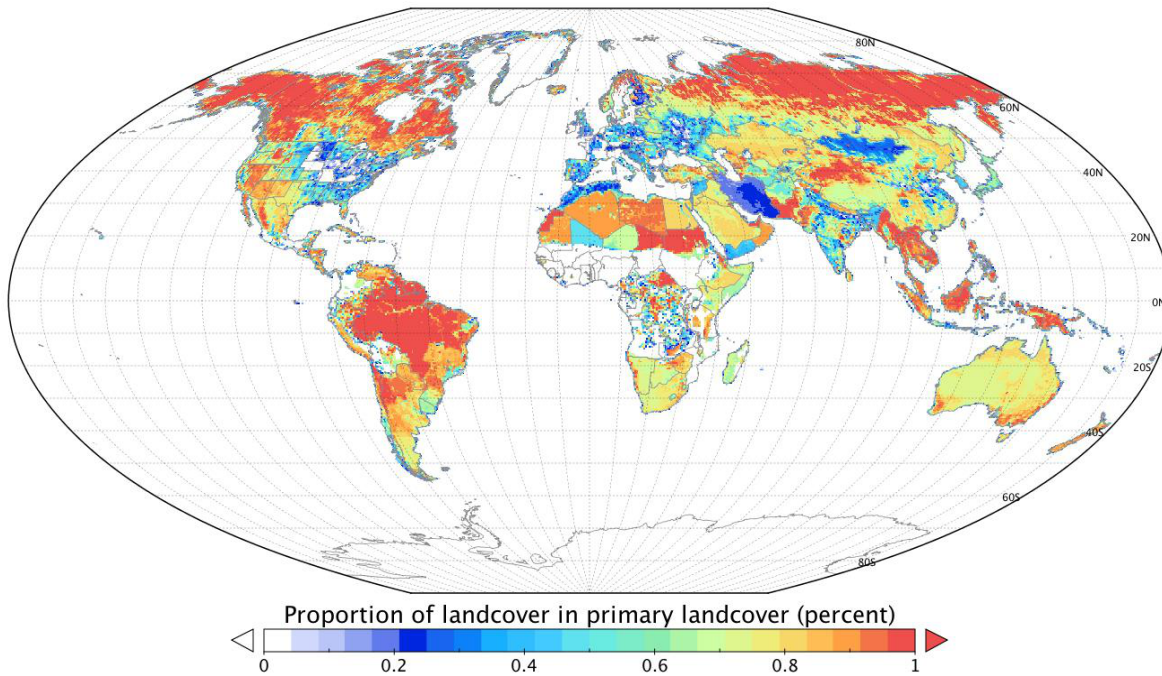 80N
60N
40N
20N
0N
20S
40S
60S
80S
Proportion of landcover in primary landcover (percent)
0 0.2 0.4 0.6 0.8 1